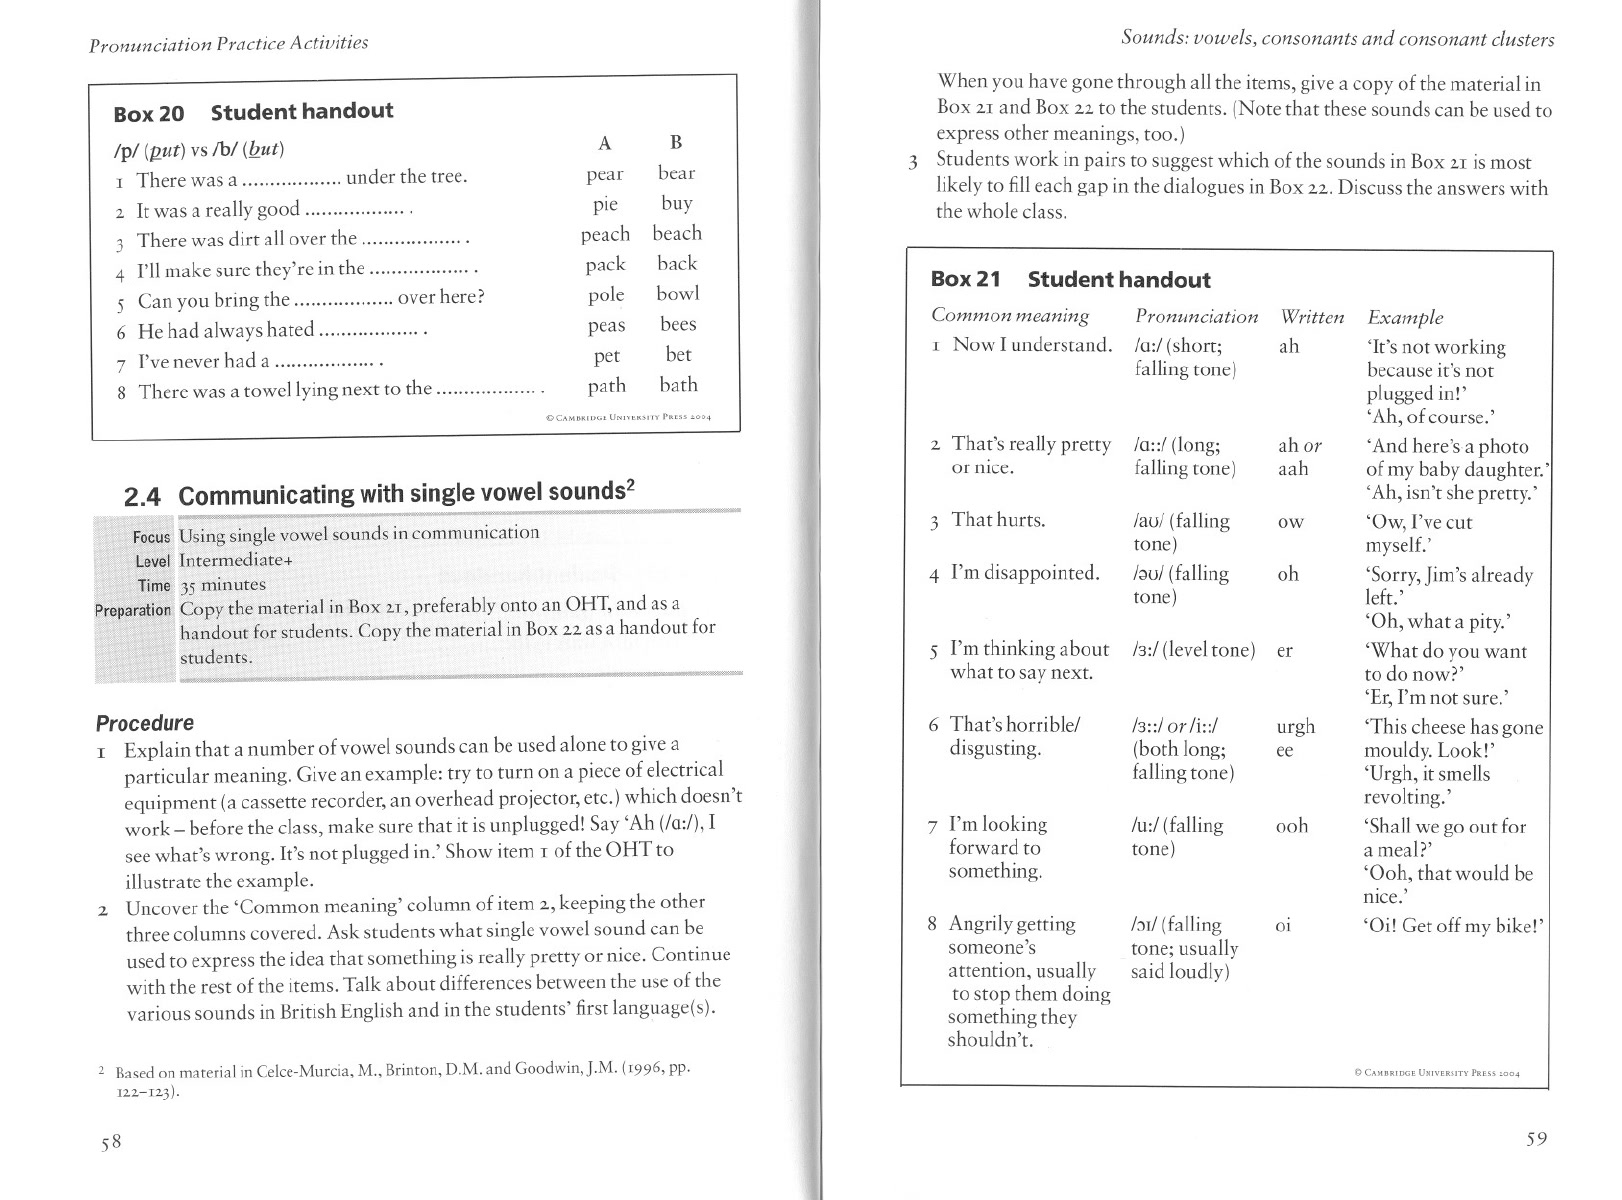 Pronunciation Practice Activities
Box 20 Student handout
/p/ (put) vs /b/ (but) A B
1 There was a .................. under the tree. pear bear
2 It was a really good .................. . pie buy
3 There was dirt all over the .................. . peach beach
4 I'll make sure they're in the .................. . pack back
5 Can you bring the .................. over here? pole bowl
6 He had always hated .................. . peas bees
7 I've never had a .................. . pet bet
8 There was a towel lying next to the .................. . path bath
© CAMBRIDGE UNIVERSITY PRESS 2004
2.4 Communicating with single vowel sounds²
Focus Using single vowel sounds in communication
Level Intermediate+
Time 35 minutes
Preparation Copy the material in Box 21, preferably onto an OHT, and as a
handout for students. Copy the material in Box 22 as a handout for
students.
Procedure
1 Explain that a number of vowel sounds can be used alone to give a
particular meaning. Give an example: try to turn on a piece of electrical
equipment (a cassette recorder, an overhead projector, etc.) which doesn't
work – before the class, make sure that it is unplugged! Say 'Ah (/ɑː/), I
see what's wrong. It's not plugged in.' Show item 1 of the OHT to
illustrate the example.
2 Uncover the 'Common meaning' column of item 2, keeping the other
three columns covered. Ask students what single vowel sound can be
used to express the idea that something is really pretty or nice. Continue
with the rest of the items. Talk about differences between the use of the
various sounds in British English and in the students' first language(s).
² Based on material in Celce-Murcia, M., Brinton, D.M. and Goodwin, J.M. (1996, pp.
122–123).
58
Sounds: vowels, consonants and consonant clusters
When you have gone through all the items, give a copy of the material in
Box 21 and Box 22 to the students. (Note that these sounds can be used to
express other meanings, too.)
3 Students work in pairs to suggest which of the sounds in Box 21 is most
likely to fill each gap in the dialogues in Box 22. Discuss the answers with
the whole class.
Box 21 Student handout
Common meaning Pronunciation Written Example
1 Now I understand. /ɑː/ (short; ah 'It's not working
falling tone) because it's not
plugged in!'
'Ah, of course.'
2 That's really pretty /ɑːː/ (long; ah or 'And here's a photo
or nice. falling tone) aah of my baby daughter.'
'Ah, isn't she pretty.'
3 That hurts. /aʊ/ (falling ow 'Ow, I've cut
tone) myself.'
4 I'm disappointed. /əʊ/ (falling oh 'Sorry, Jim's already
tone) left.'
'Oh, what a pity.'
5 I'm thinking about /ɜː/ (level tone) er 'What do you want
what to say next. to do now?'
'Er, I'm not sure.'
6 That's horrible/ /ɜːː/ or /iːː/ urgh 'This cheese has gone
disgusting. (both long; ee mouldy. Look!'
falling tone) 'Urgh, it smells
revolting.'
7 I'm looking /uː/ (falling ooh 'Shall we go out for
forward to tone) a meal?'
something. 'Ooh, that would be
nice.'
8 Angrily getting /ɔɪ/ (falling oi 'Oi! Get off my bike!'
someone's tone; usually
attention, usually said loudly)
to stop them doing
something they
shouldn't.
© CAMBRIDGE UNIVERSITY PRESS 2004
59